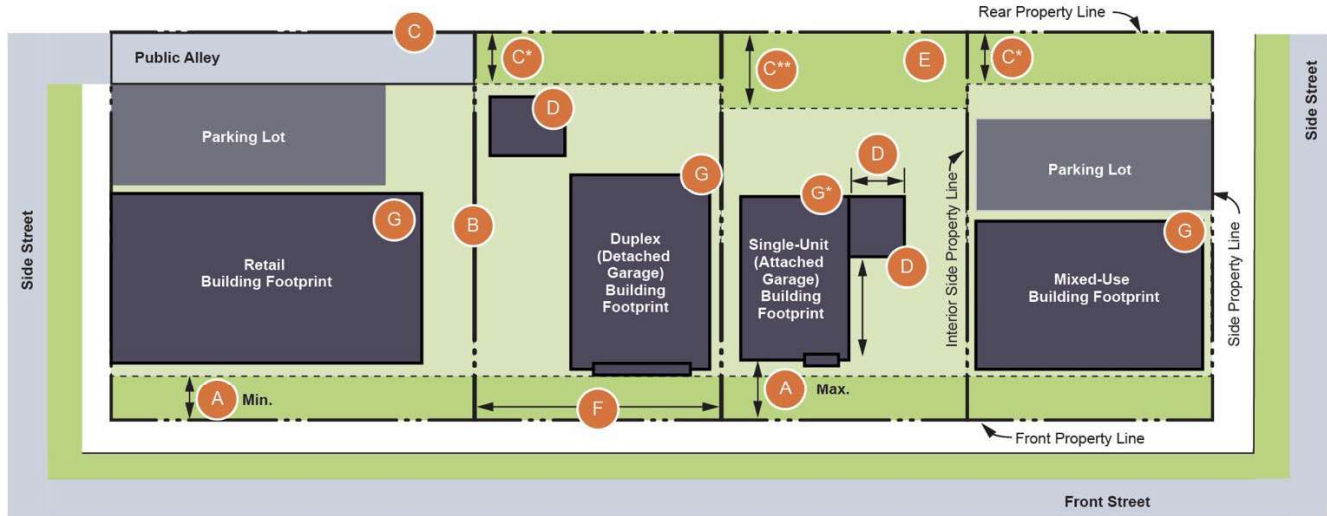 Rear Property Line
C
Public Alley
C*
C**
E
C*
D
Parking Lot
Side Street
Side Street
D
Parking Lot
G
G*
G
B
G
Retail
Building Footprint
Duplex
(Detached
Garage)
Building
Footprint
Single-Unit
(Attached
Garage)
Building
Footprint
D
Interior Side Property Line
Mixed-Use
Building Footprint
Side Property Line
A
Min.
F
A
Max.
Front Property Line
Front Street